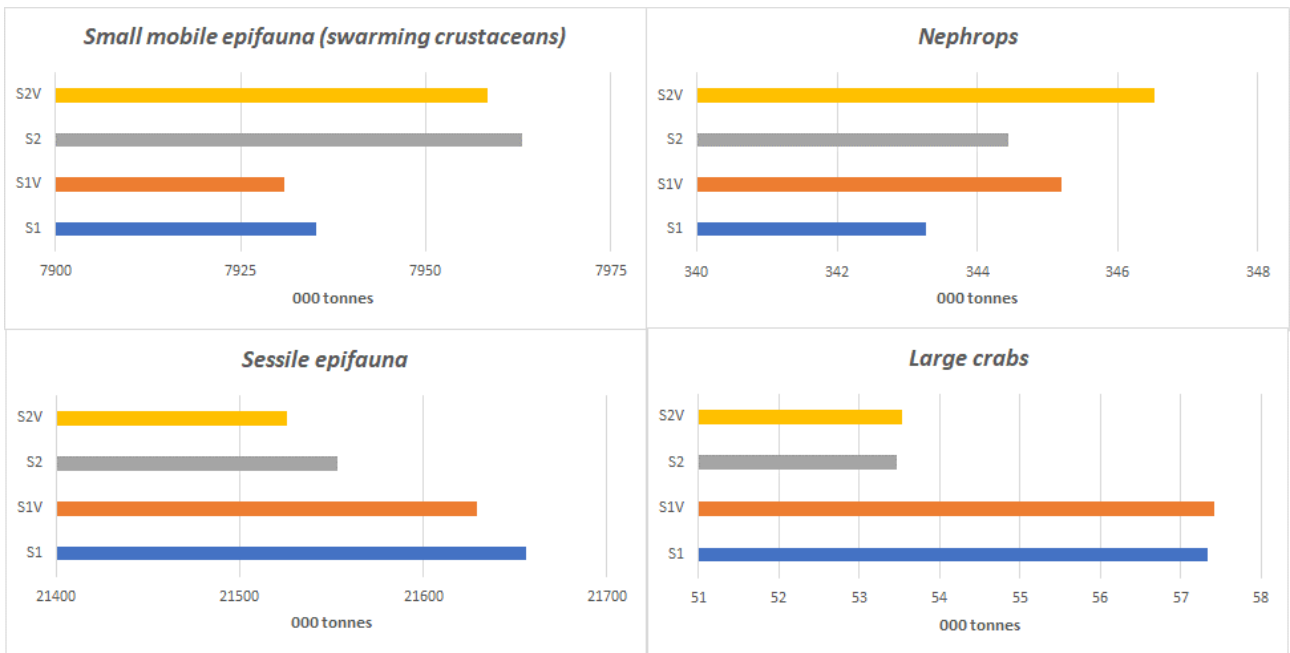 Small mobile epifauna (swarming crustaceans)
S2V
S2
S1V
S1
7900 7925 7950 7975
000 tonnes
Nephrops
S2V
S2
S1V
S1
340 342 344 346 348
000 tonnes
Sessile epifauna
S2V
S2
S1V
S1
21400 21500 21600 21700
000 tonnes
Large crabs
S2V
S2
S1V
S1
51 52 53 54 55 56 57 58
000 tonnes